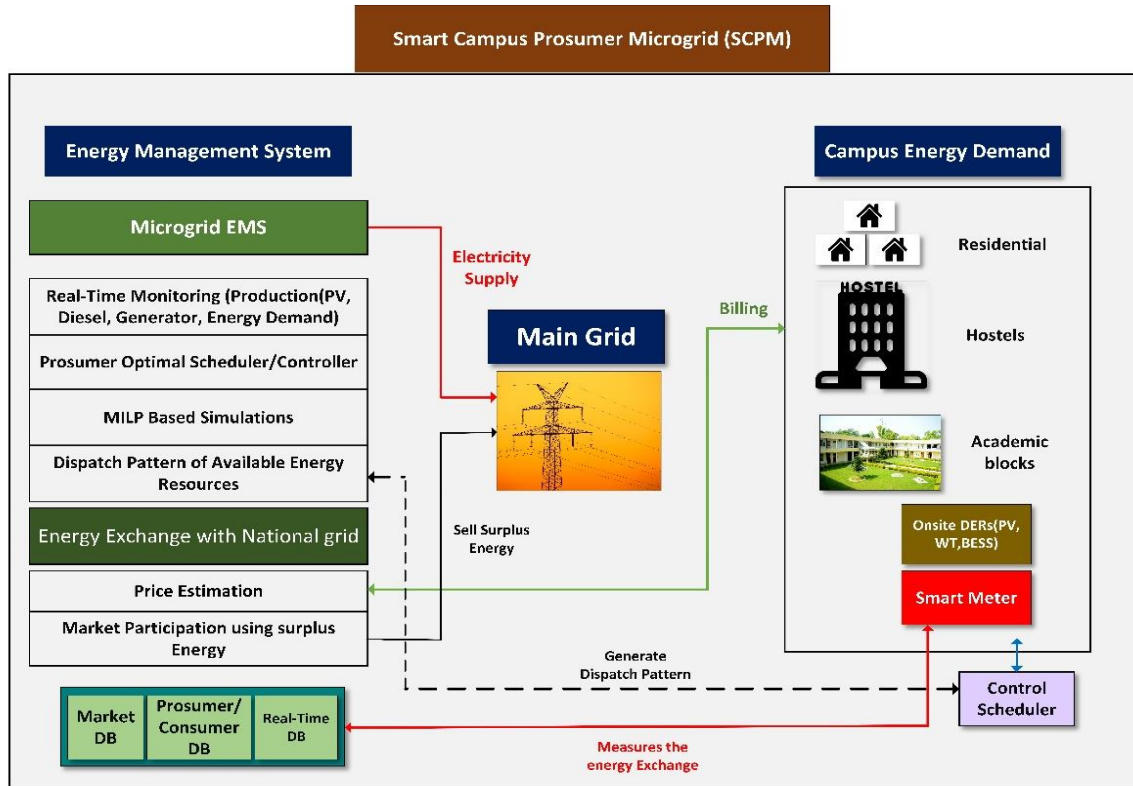 Smart Campus Prosumer Microgrid (SCPM)
Energy Management System
Microgrid EMS
Real-Time Monitoring (Production(PV,
Diesel, Generator, Energy Demand)
Prosumer Optimal Scheduler/Controller
MILP Based Simulations
Dispatch Pattern of Available Energy
Resources
Energy Exchange with National grid
Price Estimation
Market Participation using surplus
Energy
Market
DB
Prosumer/
Consumer
DB
Real-Time
DB
Electricity
Supply
Main Grid
Sell Surplus
Energy
Billing
Generate
Dispatch Pattern
Measures the
energy Exchange
Campus Energy Demand
Residential
HOSTEL
Hostels
Academic
blocks
Onsite DERs(PV,
WT,BESS)
Smart Meter
Control
Scheduler